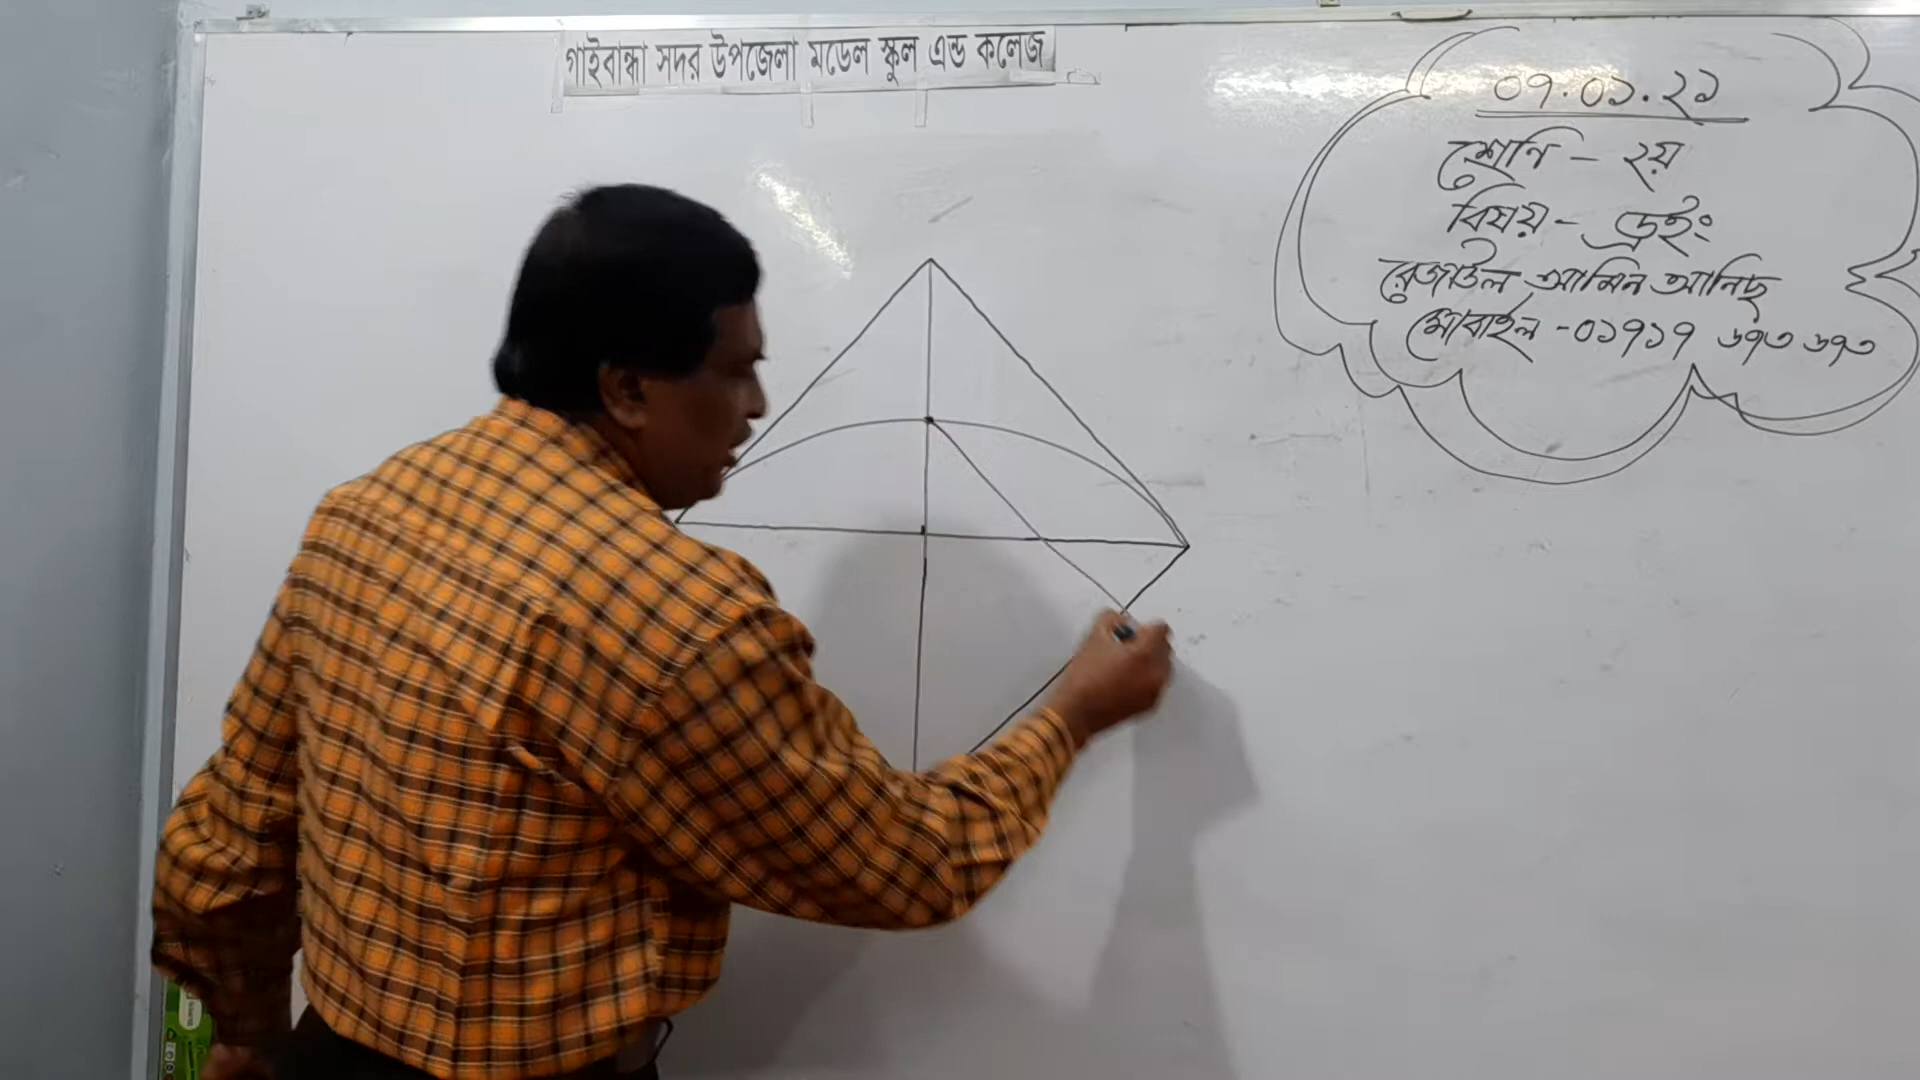 গাইবান্ধা সদর উপজেলা মডেল স্কুল এন্ড কলেজ
০৭.০১.২১
শ্রেনি - ২য়
বিষয় - ড্রইং
রেজাউল আমিন আনিছ
মোবাইল - ০১৭১৭ ৬৭৩ ৬৭৩